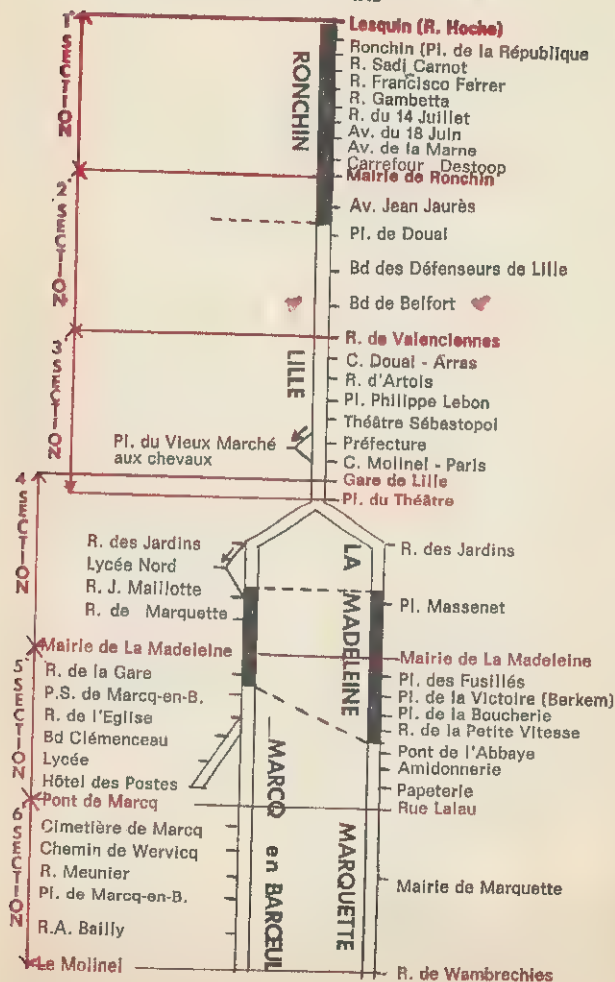 1° SECTION
Lesquin (R. Hoche)
Ronchin (Pl. de la République
R. Sadi Carnot
R. Francisco Ferrer
R. Gambetta
R. du 14 Juillet
Av. du 18 Juin
Av. de la Marne
Carrefour Destoop
Mairie de Ronchin
RONCHIN
2° SECTION
Av. Jean Jaurès
Pl. de Douai
Bd des Défenseurs de Lille
Bd de Belfort
R. de Valenciennes
3° SECTION
LILLE
C. Douai - Arras
R. d'Artois
Pl. Philippe Lebon
Théâtre Sébastopol
Préfecture
C. Molinel - Paris
Pl. du Vieux Marché
aux chevaux
Gare de Lille
Pl. du Théâtre
4° SECTION
R. des Jardins
Lycée Nord
R. J. Maillotte
R. de Marquette
Mairie de La Madeleine
LA MADELEINE
R. des Jardins
Pl. Massenet
Mairie de La Madeleine
5° SECTION
R. de la Gare
P.S. de Marcq-en-B.
R. de l'Eglise
Bd Clémenceau
Lycée
Hôtel des Postes
Pont de Marcq
Pl. des Fusillés
Pl. de la Victoire (Berkem)
Pl. de la Boucherie
R. de la Petite Vitesse
Pont de l'Abbaye
Amidonnerie
Papeterie
Rue Lalau
6° SECTION
Cimetière de Marcq
Chemin de Wervicq
R. Meunier
Pl. de Marcq-en-B.
R.A. Bailly
Le Molinel
MARCQ en BARŒUL
MARQUETTE
Mairie de Marquette
R. de Wambrechies